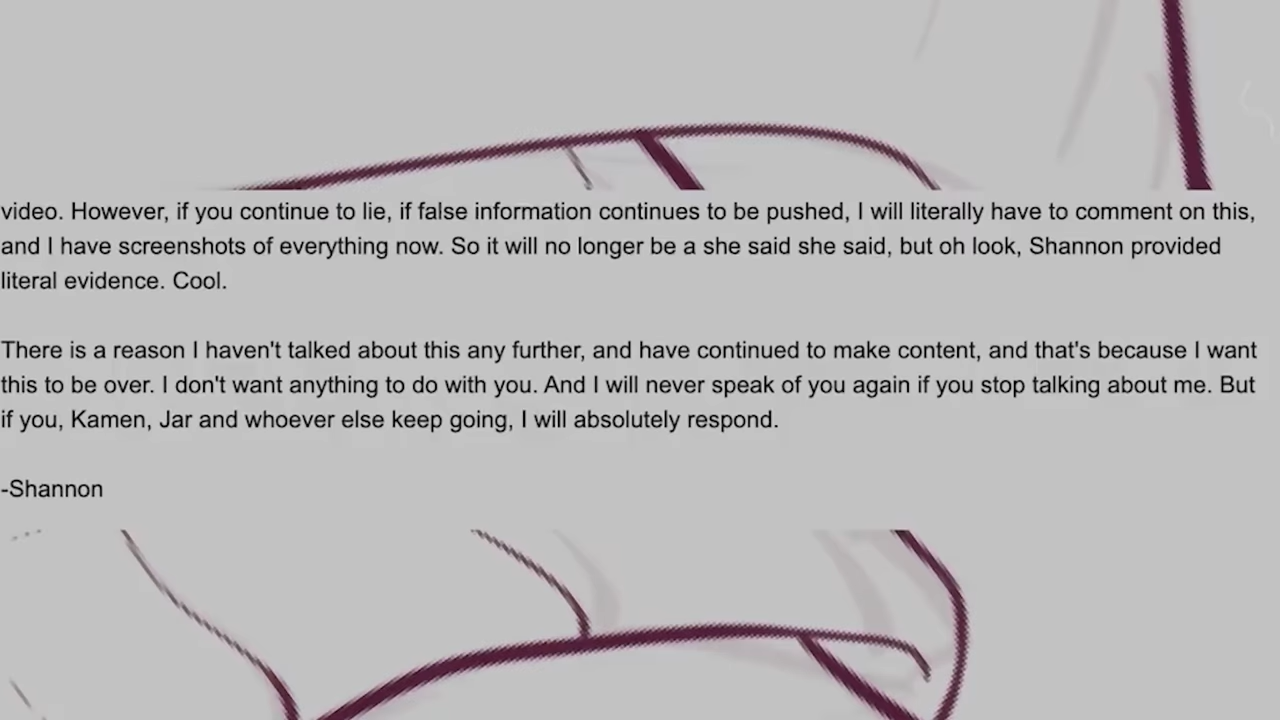 video. However, if you continue to lie, if false information continues to be pushed, I will literally have to comment on this,
and I have screenshots of everything now. So it will no longer be a she said she said, but oh look, Shannon provided
literal evidence. Cool.
There is a reason I haven't talked about this any further, and have continued to make content, and that's because I want
this to be over. I don't want anything to do with you. And I will never speak of you again if you stop talking about me. But
if you, Kamen, Jar and whoever else keep going, I will absolutely respond.
-Shannon